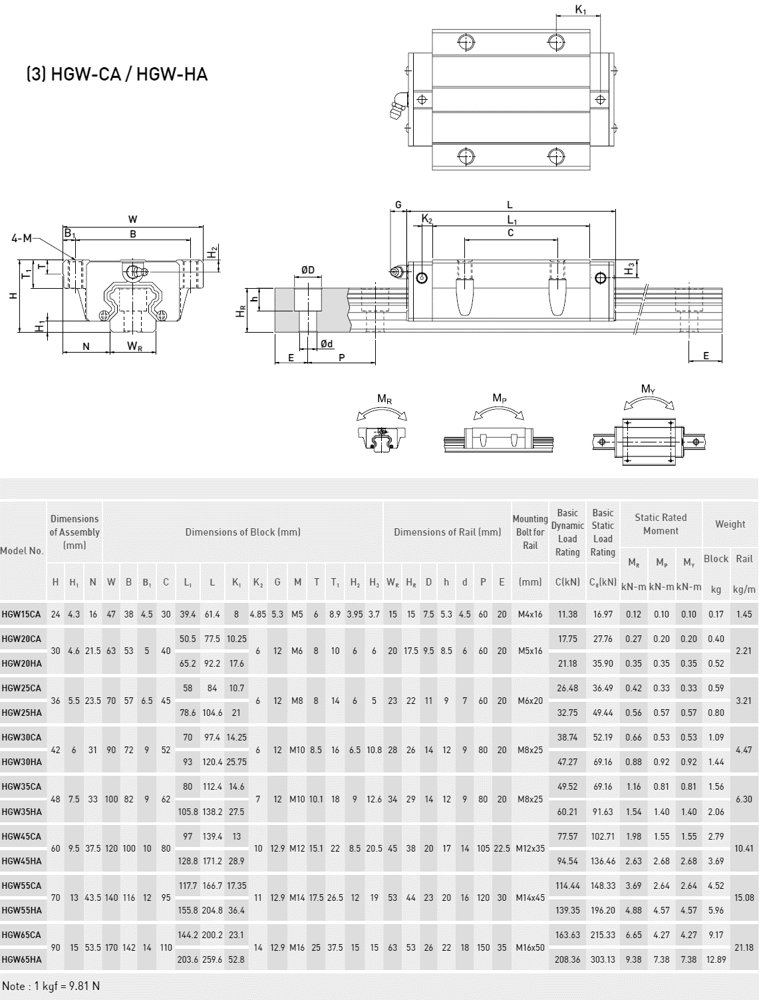 K1
(3) HGW-CA / HGW-HA
W
B1 B
4-M
H2
T1 T
H
H1
N WR
G L
K2 L1
C
H3
ØD
h
HR
Ød
E P E
MR MP MY
Model No. Dimensions of Assembly (mm) Dimensions of Block (mm) Dimensions of Rail (mm) Mounting Bolt for Rail Basic Dynamic Load Rating Basic Static Load Rating Static Rated Moment Weight
MR MP MY Block Rail
H H1 N W B B1 C L1 L K1 K2 G M T T1 H2 H3 WR HR D h d P E (mm) C(kN) C0(kN) kN-m kN-m kN-m kg kg/m
HGW15CA 24 4.3 16 47 38 4.5 30 39.4 61.4 8 4.85 5.3 M5 6 8.9 3.95 3.7 15 15 7.5 5.3 4.5 60 20 M4x16 11.38 16.97 0.12 0.10 0.10 0.17 1.45
HGW20CA 50.5 77.5 10.25 17.75 27.76 0.27 0.20 0.20 0.40
30 4.6 21.5 63 53 5 40 6 12 M6 8 10 6 6 20 17.5 9.5 8.5 6 60 20 M5x16 2.21
HGW20HA 65.2 92.2 17.6 21.18 35.90 0.35 0.35 0.35 0.52
HGW25CA 58 84 10.7 26.48 36.49 0.42 0.33 0.33 0.59
36 5.5 23.5 70 57 6.5 45 6 12 M8 8 14 6 5 23 22 11 9 7 60 20 M6x20 3.21
HGW25HA 78.6 104.6 21 32.75 49.44 0.56 0.57 0.57 0.80
HGW30CA 70 97.4 14.25 38.74 52.19 0.66 0.53 0.53 1.09
42 6 31 90 72 9 52 6 12 M10 8.5 16 6.5 10.8 28 26 14 12 9 80 20 M8x25 4.47
HGW30HA 93 120.4 25.75 47.27 69.16 0.88 0.92 0.92 1.44
HGW35CA 80 112.4 14.6 49.52 69.16 1.16 0.81 0.81 1.56
48 7.5 33 100 82 9 62 7 12 M10 10.1 18 9 12.6 34 29 14 12 9 80 20 M8x25 6.30
HGW35HA 105.8 138.2 27.5 60.21 91.63 1.54 1.40 1.40 2.06
HGW45CA 97 139.4 13 77.57 102.71 1.98 1.55 1.55 2.79
60 9.5 37.5 120 100 10 80 10 12.9 M12 15.1 22 8.5 20.5 45 38 20 17 14 105 22.5 M12x35 10.41
HGW45HA 128.8 171.2 28.9 94.54 136.46 2.63 2.68 2.68 3.69
HGW55CA 117.7 166.7 17.35 114.44 148.33 3.69 2.64 2.64 4.52
70 13 43.5 140 116 12 95 11 12.9 M14 17.5 26.5 12 19 53 44 23 20 16 120 30 M14x45 15.08
HGW55HA 155.8 204.8 36.4 139.35 196.20 4.88 4.57 4.57 5.96
HGW65CA 144.2 200.2 23.1 163.63 215.33 6.65 4.27 4.27 9.17
90 15 53.5 170 142 14 110 14 12.9 M16 25 37.5 15 15 63 53 26 22 18 150 35 M16x50 21.18
HGW65HA 203.6 259.6 52.8 208.36 303.13 9.38 7.38 7.38 12.89
Note : 1 kgf = 9.81 N